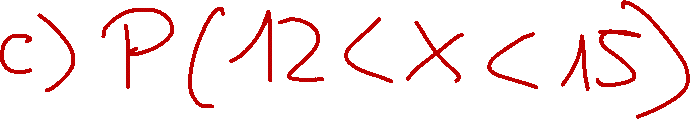 c) P(12 < x < 15)